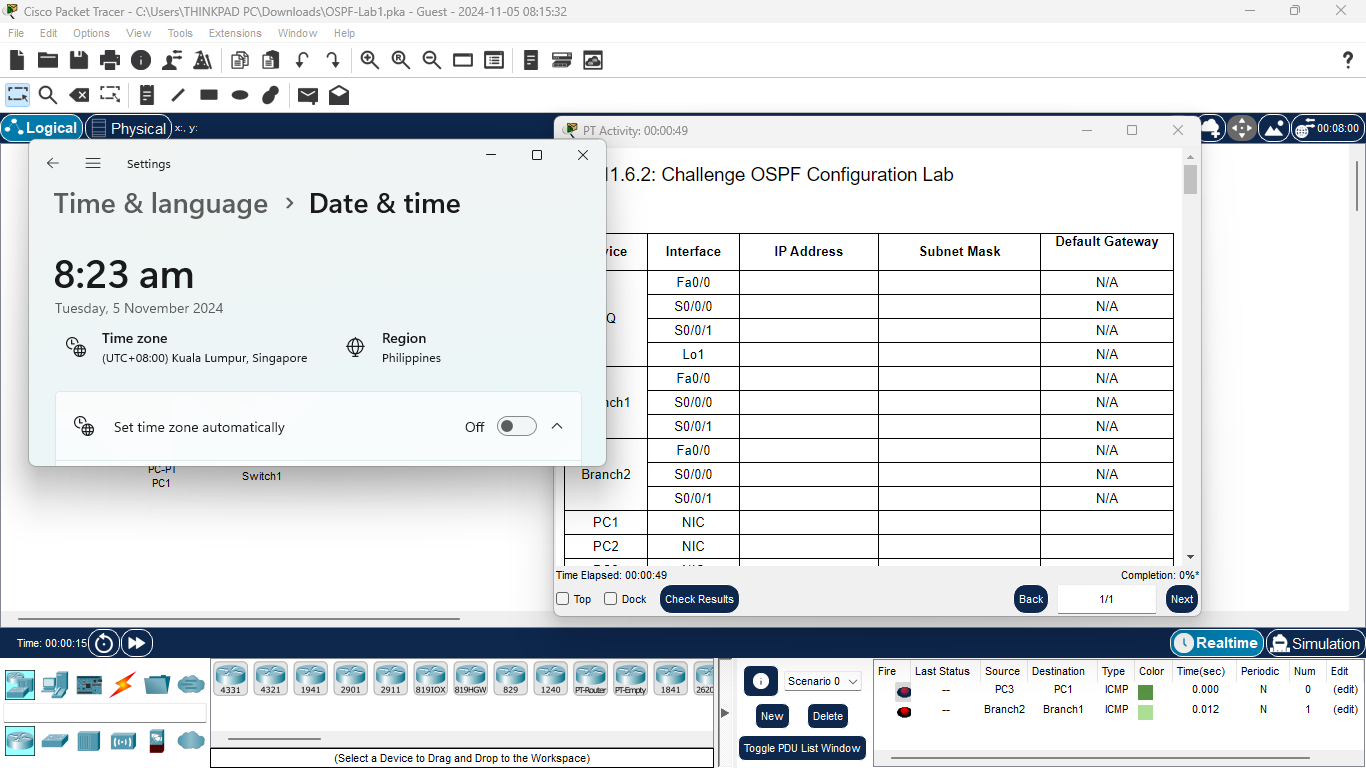 Cisco Packet Tracer - C:\Users\THINKPAD PC\Downloads\OSPF-Lab1.pka - Guest - 2024-11-05 08:15:32
File Edit Options View Tools Extensions Window Help
Logical Physical x:, y:
PT Activity: 00:00:49
00:08:00
Settings
Time & language > Date & time
8:23 am
Tuesday, 5 November 2024
Time zone
(UTC+08:00) Kuala Lumpur, Singapore
Region
Philippines
Set time zone automatically Off
PC-PT
PC1
Switch1
11.6.2: Challenge OSPF Configuration Lab
ice Interface IP Address Subnet Mask Default Gateway
Q
Fa0/0 N/A
S0/0/0 N/A
S0/0/1 N/A
Lo1 N/A
nch1
Fa0/0 N/A
S0/0/0 N/A
S0/0/1 N/A
Branch2
Fa0/0 N/A
S0/0/0 N/A
S0/0/1 N/A
PC1 NIC
PC2 NIC
Time Elapsed: 00:00:49 Completion: 0%*
Top Dock Check Results Back 1/1 Next
Time: 00:00:15 Realtime Simulation
4331 4321 1941 2901 2911 819IOX 819HGW 829 1240 PT-Router PT-Empty 1841 2620
(Select a Device to Drag and Drop to the Workspace)
Scenario 0
New Delete
Toggle PDU List Window
Fire Last Status Source Destination Type Color Time(sec) Periodic Num Edit
-- PC3 PC1 ICMP 0.000 N 0 (edit)
-- Branch2 Branch1 ICMP 0.012 N 1 (edit)